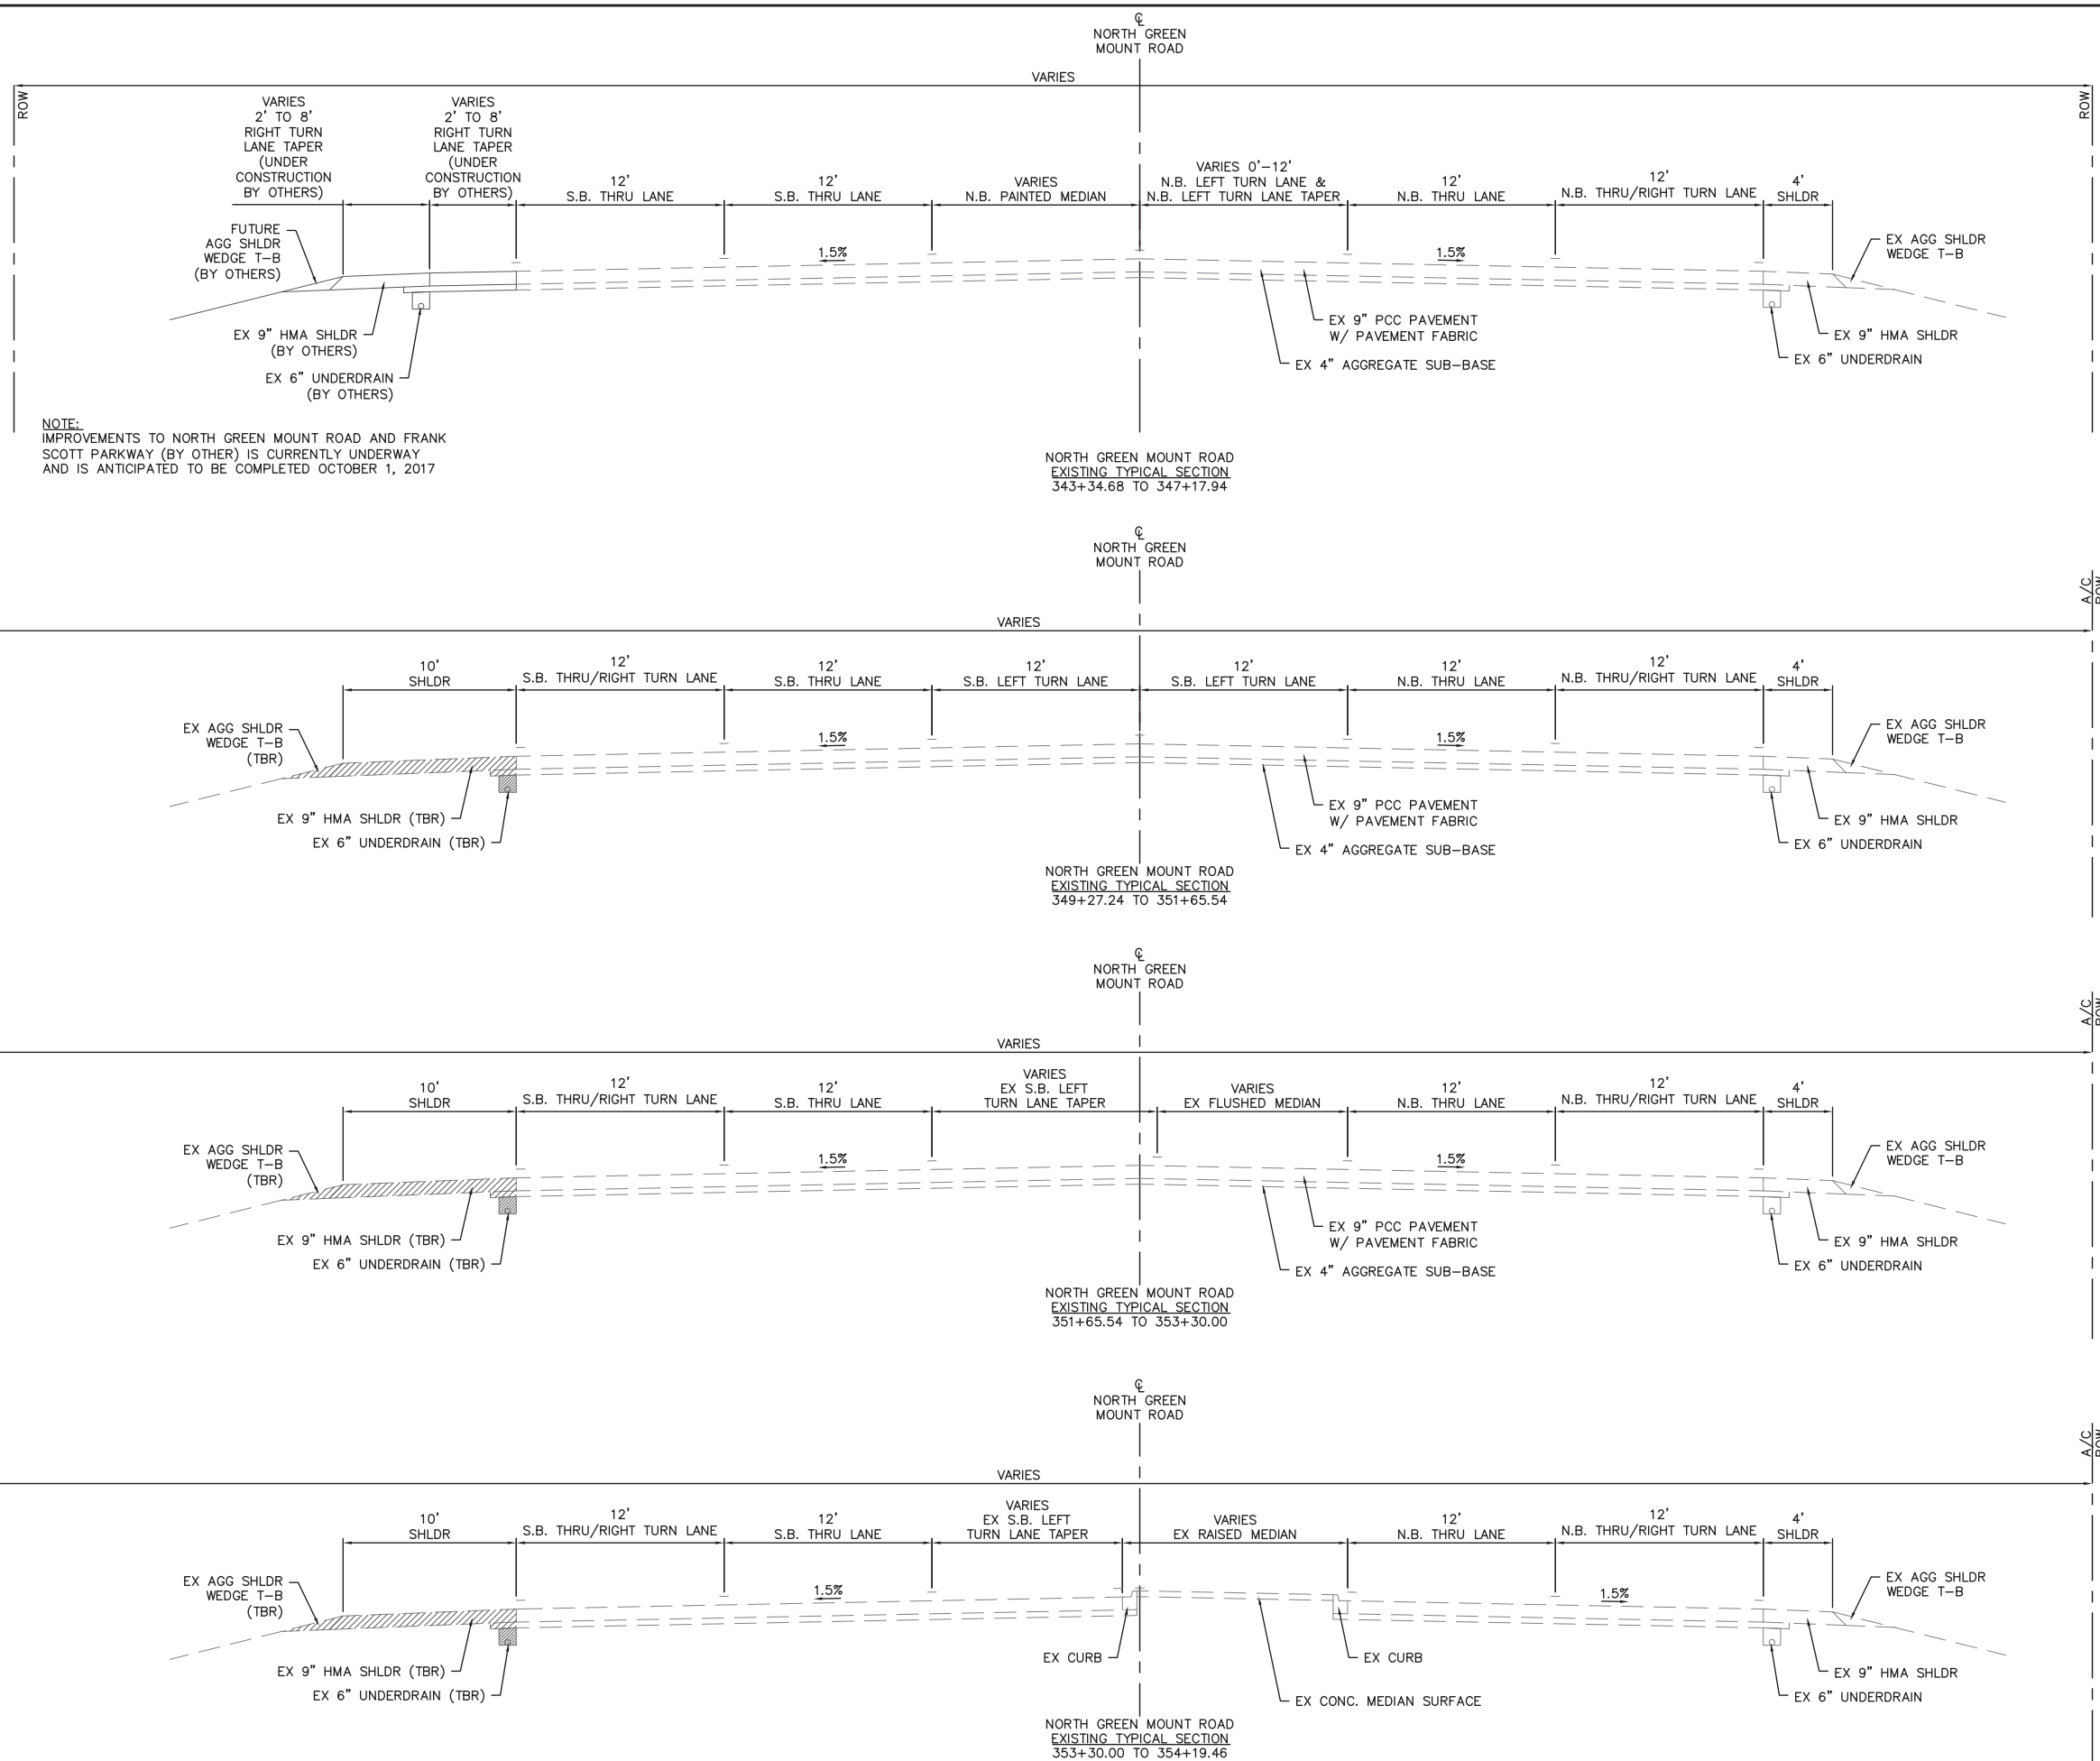 ℄
NORTH GREEN
MOUNT ROAD
VARIES
ROW
ROW
VARIES
2' TO 8'
RIGHT TURN
LANE TAPER
(UNDER
CONSTRUCTION
BY OTHERS)
VARIES
2' TO 8'
RIGHT TURN
LANE TAPER
(UNDER
CONSTRUCTION
BY OTHERS)
12'
S.B. THRU LANE
12'
S.B. THRU LANE
VARIES
N.B. PAINTED MEDIAN
VARIES 0'-12'
N.B. LEFT TURN LANE &
N.B. LEFT TURN LANE TAPER
12'
N.B. THRU LANE
12'
N.B. THRU/RIGHT TURN LANE
4'
SHLDR
FUTURE
AGG SHLDR
WEDGE T-B
(BY OTHERS)
1.5%
1.5%
EX AGG SHLDR
WEDGE T-B
EX 9" HMA SHLDR
(BY OTHERS)
EX 6" UNDERDRAIN
(BY OTHERS)
EX 9" PCC PAVEMENT
W/ PAVEMENT FABRIC
EX 4" AGGREGATE SUB-BASE
EX 9" HMA SHLDR
EX 6" UNDERDRAIN
NOTE:
IMPROVEMENTS TO NORTH GREEN MOUNT ROAD AND FRANK
SCOTT PARKWAY (BY OTHER) IS CURRENTLY UNDERWAY
AND IS ANTICIPATED TO BE COMPLETED OCTOBER 1, 2017
NORTH GREEN MOUNT ROAD
EXISTING TYPICAL SECTION
343+34.68 TO 347+17.94
℄
NORTH GREEN
MOUNT ROAD
A/C
ROW
VARIES
10'
SHLDR
12'
S.B. THRU/RIGHT TURN LANE
12'
S.B. THRU LANE
12'
S.B. LEFT TURN LANE
12'
S.B. LEFT TURN LANE
12'
N.B. THRU LANE
12'
N.B. THRU/RIGHT TURN LANE
4'
SHLDR
EX AGG SHLDR
WEDGE T-B
(TBR)
1.5%
1.5%
EX AGG SHLDR
WEDGE T-B
EX 9" HMA SHLDR (TBR)
EX 6" UNDERDRAIN (TBR)
EX 9" PCC PAVEMENT
W/ PAVEMENT FABRIC
EX 4" AGGREGATE SUB-BASE
EX 9" HMA SHLDR
EX 6" UNDERDRAIN
NORTH GREEN MOUNT ROAD
EXISTING TYPICAL SECTION
349+27.24 TO 351+65.54
℄
NORTH GREEN
MOUNT ROAD
A/C
ROW
VARIES
10'
SHLDR
12'
S.B. THRU/RIGHT TURN LANE
12'
S.B. THRU LANE
VARIES
EX S.B. LEFT
TURN LANE TAPER
VARIES
EX FLUSHED MEDIAN
12'
N.B. THRU LANE
12'
N.B. THRU/RIGHT TURN LANE
4'
SHLDR
EX AGG SHLDR
WEDGE T-B
(TBR)
1.5%
1.5%
EX AGG SHLDR
WEDGE T-B
EX 9" HMA SHLDR (TBR)
EX 6" UNDERDRAIN (TBR)
EX 9" PCC PAVEMENT
W/ PAVEMENT FABRIC
EX 4" AGGREGATE SUB-BASE
EX 9" HMA SHLDR
EX 6" UNDERDRAIN
NORTH GREEN MOUNT ROAD
EXISTING TYPICAL SECTION
351+65.54 TO 353+30.00
℄
NORTH GREEN
MOUNT ROAD
A/C
ROW
VARIES
10'
SHLDR
12'
S.B. THRU/RIGHT TURN LANE
12'
S.B. THRU LANE
VARIES
EX S.B. LEFT
TURN LANE TAPER
VARIES
EX RAISED MEDIAN
12'
N.B. THRU LANE
12'
N.B. THRU/RIGHT TURN LANE
4'
SHLDR
EX AGG SHLDR
WEDGE T-B
(TBR)
1.5%
1.5%
EX AGG SHLDR
WEDGE T-B
EX 9" HMA SHLDR (TBR)
EX 6" UNDERDRAIN (TBR)
EX CURB
EX CURB
EX CONC. MEDIAN SURFACE
EX 9" HMA SHLDR
EX 6" UNDERDRAIN
NORTH GREEN MOUNT ROAD
EXISTING TYPICAL SECTION
353+30.00 TO 354+19.46